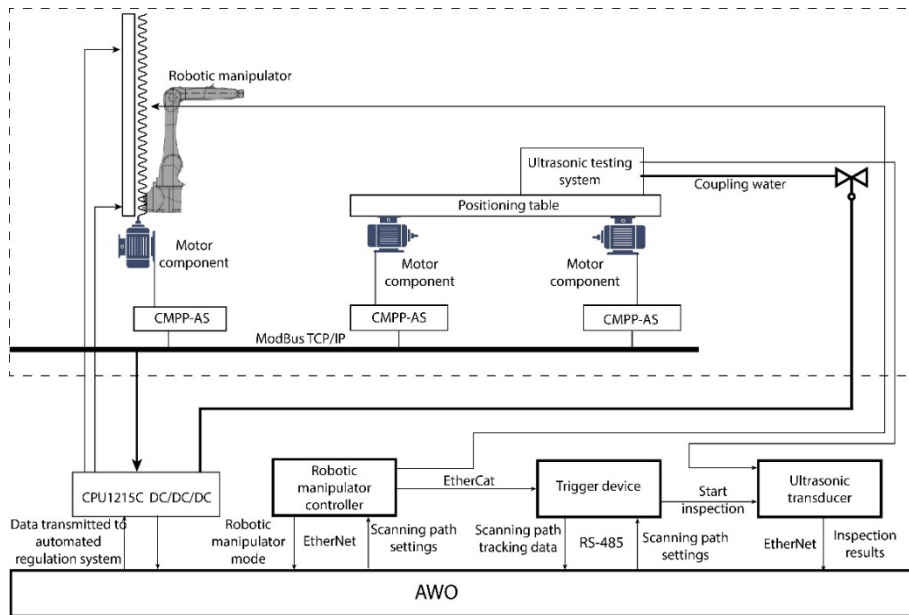 Robotic manipulator
Ultrasonic testing
system
Coupling water
Positioning table
Motor
component
Motor
component
Motor
component
CMPP-AS
CMPP-AS
CMPP-AS
ModBus TCP/IP
CPU1215C DC/DC/DC
Robotic
manipulator
controller
EtherCat
Trigger device
Start
inspection
Ultrasonic
transducer
Data transmitted to
automated
regulation system
Robotic
manipulator
mode
EtherNet
Scanning path
settings
Scanning path
tracking data
RS-485
Scanning path
settings
EtherNet
Inspection
results
AWO